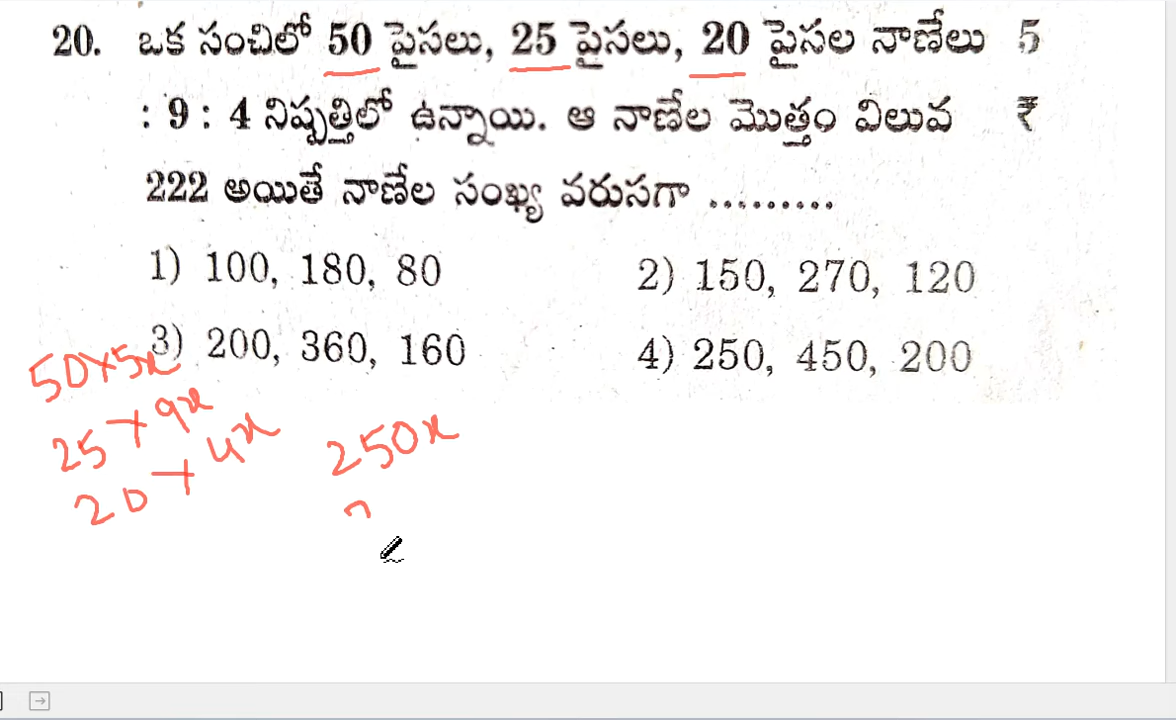 20. ఒక సంచిలో 50 పైసలు, 25 పైసలు, 20 పైసల నాణేలు 5
: 9 : 4 నిష్పత్తిలో ఉన్నాయి. ఆ నాణేల మొత్తం విలువ ₹
222 అయితే నాణేల సంఖ్య వరుసగా .........
1) 100, 180, 80 2) 150, 270, 120
3) 200, 360, 160 4) 250, 450, 200
50×5x
25×9x
20×4x
250x
2